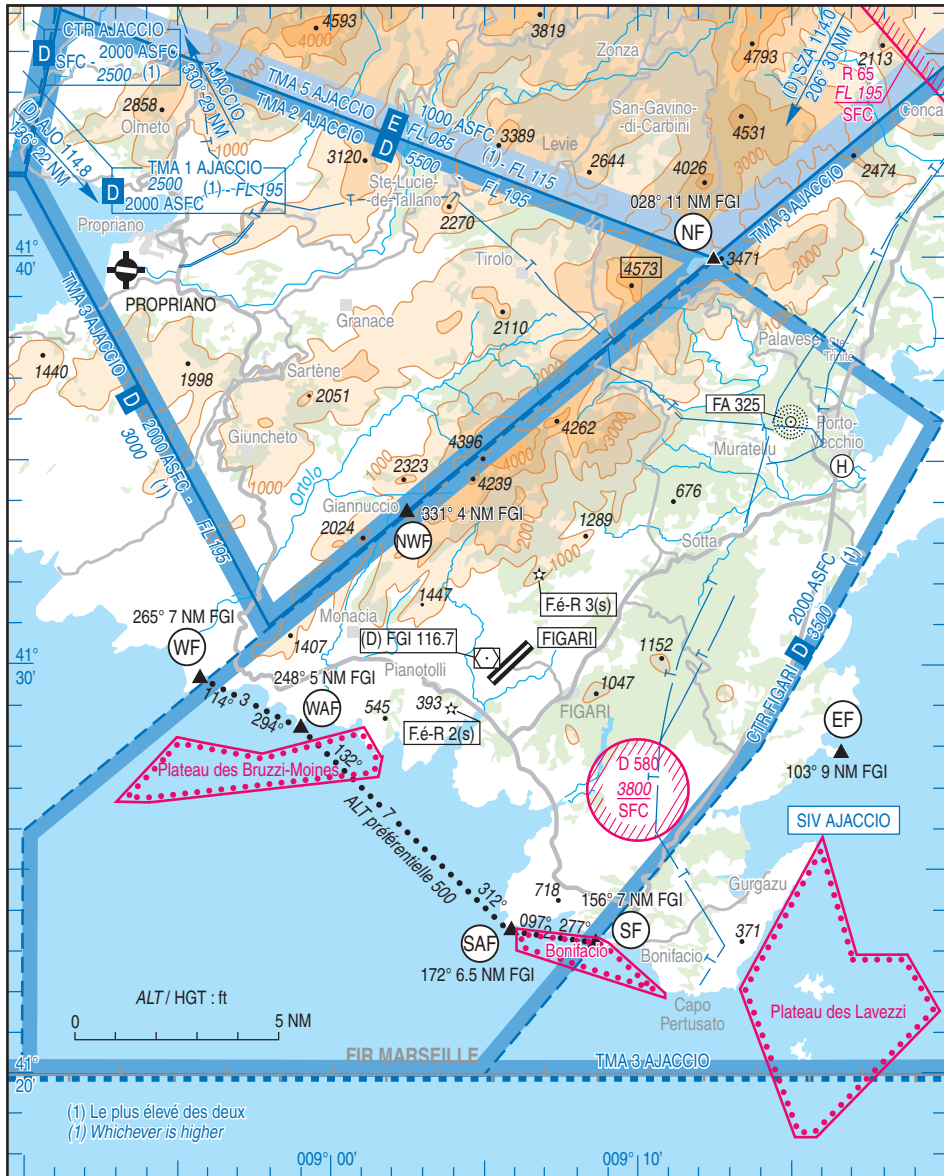 4593
4000
3819
Zonza
4793
2113
CTR AJACCIO
SFC - 2000 ASFC (1)
2500
D
(D) AJO 114.8
136° 22 NM
AJACCIO
330° 29 NM
TMA 5 AJACCIO
TMA 2 AJACCIO
E
D
1000 ASFC (1) - FL 115
FL 085
5500 - FL 195
(D) SZA 114.0
206° 30 NM
R 65
FL 195
SFC
Conca
2858
Olmeto
1000
3389
Levie
San-Gavino-
di-Carbini
4531
3120
2644
4026
3000
2474
TMA 1 AJACCIO
D
2500 (1) - FL 195
2000 ASFC
Propriano
Ste-Lucie-
de-Tallano
2270
028° 11 NM FGI
NF
TMA 3 AJACCIO
3471
2000
41°
40'
PROPRIANO
Tirolo
4573
Granace
2110
1000
Palavese
Ste-
Trinité
TMA 3 AJACCIO
D
2000 ASFC - FL 195
3000 (1)
1440
1998
Sartène
2051
2000
FA 325
Porto-
Vecchio
H
Giuncheto
1000
Ortolo
1000
2323
4396
4000
4239
4262
3000
Muratellu
676
Giannuccio
331° 4 NM FGI
NWF
2024
2000
1289
1000
Sotta
1447
F.é-R 3(s)
Monacia
(D) FGI 116.7
FIGARI
265° 7 NM FGI
WF
1407
Pianotolli
1152
41°
30'
248° 5 NM FGI
WAF
114° 3 294°
545
393
F.é-R 2(s)
1047
FIGARI
2000 ASFC (1)
3500
D
CTR FIGARI
EF
103° 9 NM FGI
Plateau des Bruzzi-Moines
132° 7 312°
ALT préférentielle 500
D 580
3800
SFC
SIV AJACCIO
718
156° 7 NM FGI
SF
097° 277°
SAF
172° 6.5 NM FGI
Bonifacio
Gurgazu
371
Bonifacio
Capo
Pertusato
Plateau des Lavezzi
ALT / HGT : ft
0 5 NM
FIR MARSEILLE
TMA 3 AJACCIO
41°
20'
(1) Le plus élevé des deux
(1) Whichever is higher
009° 00'
009° 10'